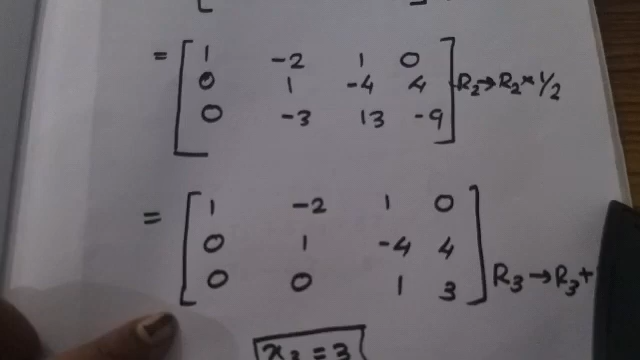 = [ 1 -2 1 0 ]
0 1 -4 4 R₂→R₂×1/2
0 -3 13 -9
= [ 1 -2 1 0 ]
0 1 -4 4
0 0 1 3 R₃→R₃+
x₃ = 3